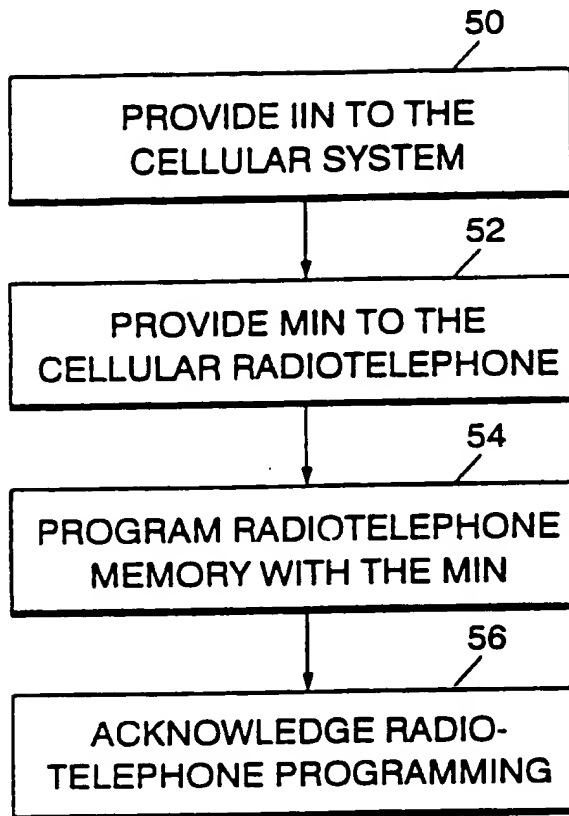 50
PROVIDE IIN TO THE
CELLULAR SYSTEM
52
PROVIDE MIN TO THE
CELLULAR RADIOTELEPHONE
54
PROGRAM RADIOTELEPHONE
MEMORY WITH THE MIN
56
ACKNOWLEDGE RADIO-
TELEPHONE PROGRAMMING